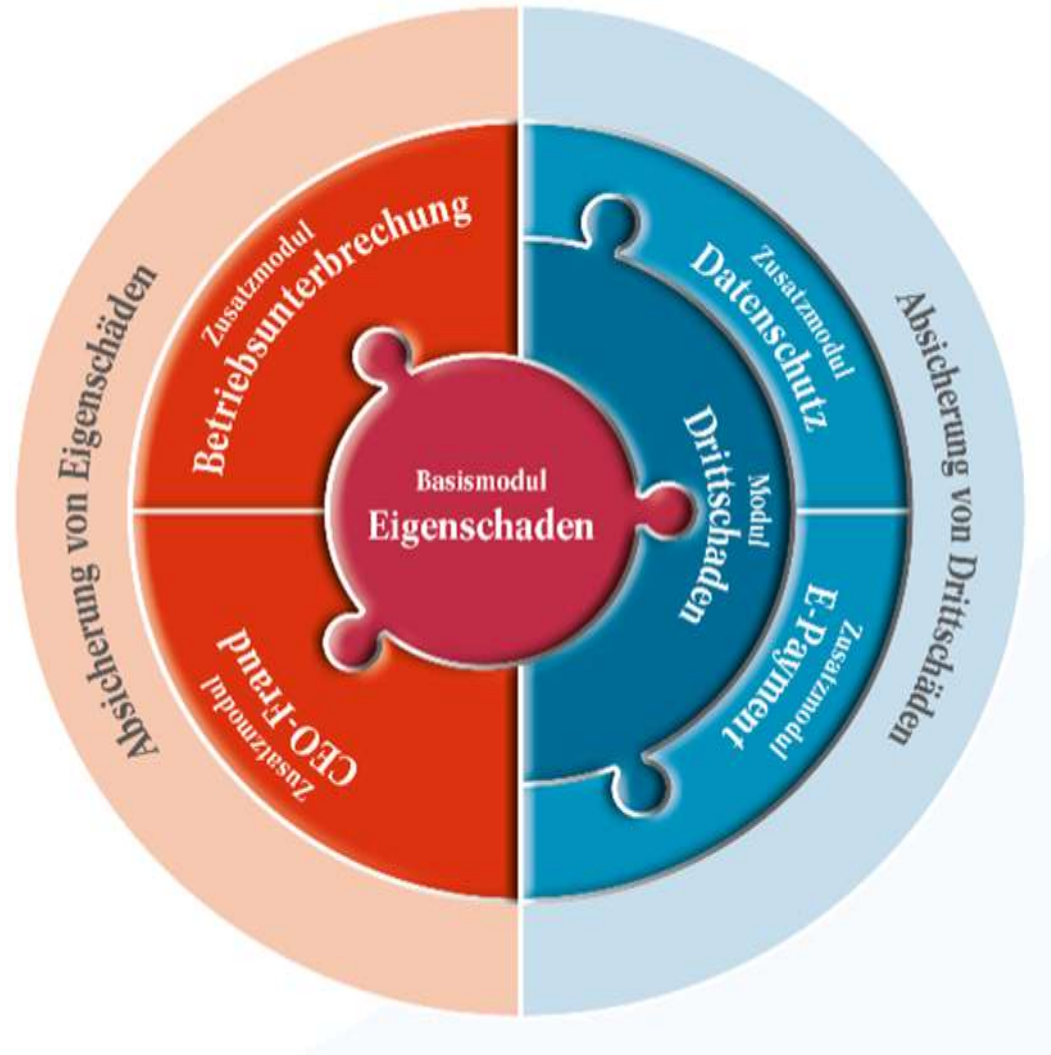 Absicherung von Eigenschäden
Zusatzmodul
Betriebsunterbrechung
Zusatzmodul
CEO-Fraud
Basismodul
Eigenschaden
Modul
Drittschaden
Zusatzmodul
Datenschutz
Zusatzmodul
E-Payment
Absicherung von Drittschäden